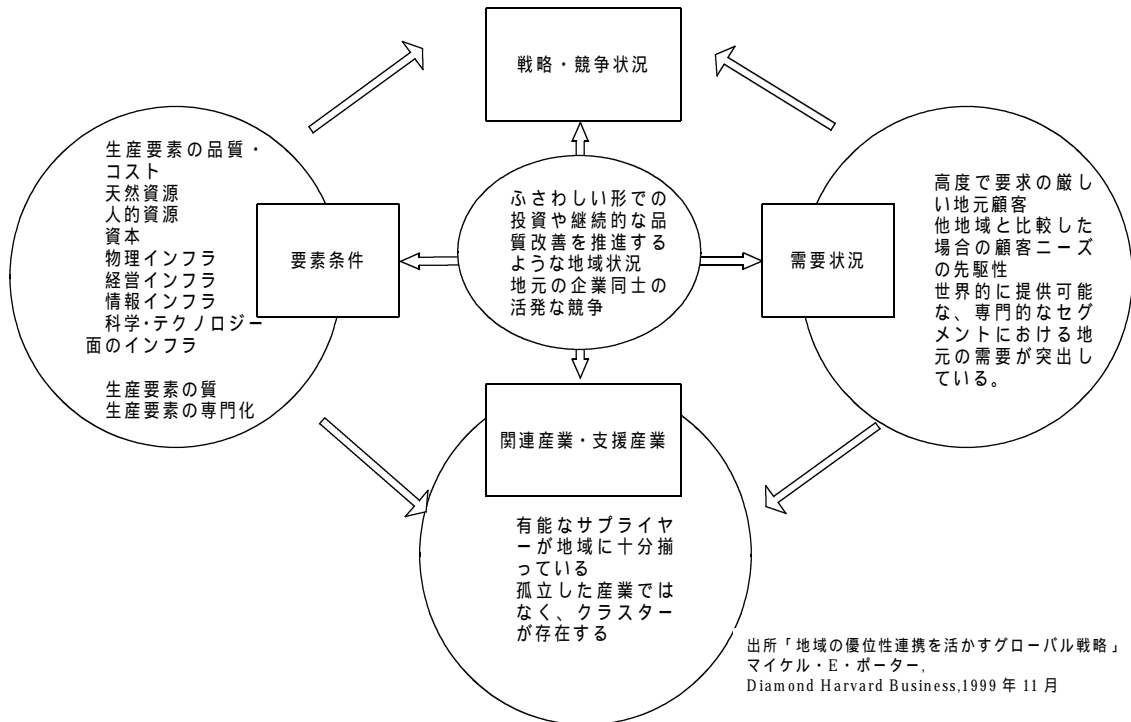 戦略・競争状況
生産要素の品質・
コスト
天然資源
人的資源
資本
物理インフラ
経営インフラ
情報インフラ
科学・テクノロジー
面のインフラ
生産要素の質
生産要素の専門化
要素条件
ふさわしい形での
投資や継続的な品
質改善を推進する
ような地域状況
地元の企業同士の
活発な競争
需要状況
高度で要求の厳し
い地元顧客
他地域と比較した
場合の顧客ニーズ
の先駆性
世界的に提供可能
な、専門的なセグ
メントにおける地
元の需要が突出し
ている。
関連産業・支援産業
有能なサプライヤ
ーが地域に十分揃
っている
孤立した産業では
なく、クラスター
が存在する
出所「地域の優位性連携を活かすグローバル戦略」
マイケル・E・ポーター,
Diamond Harvard Business,1999 年 11 月